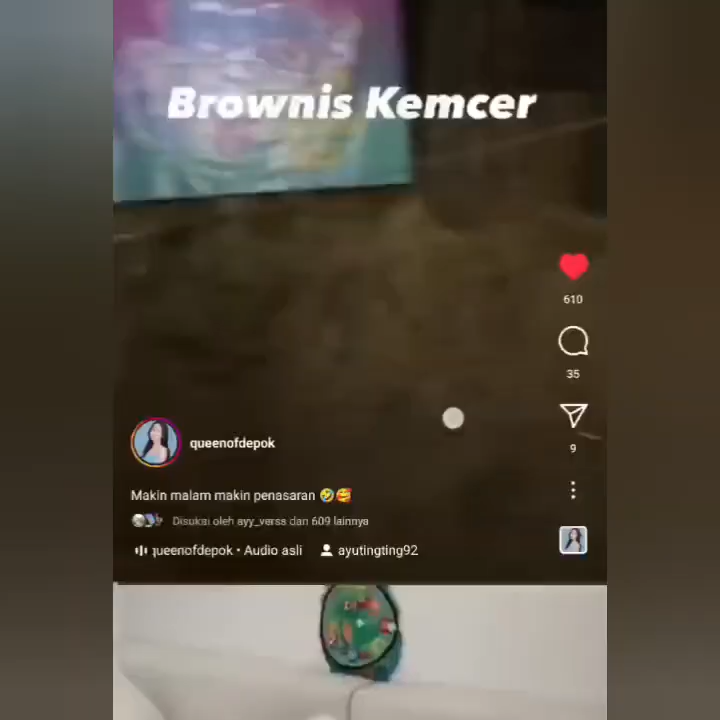 Brownis Kemcer
610
35
9
queenofdepok
Makin malam makin penasaran 🤣🥰
Disukai oleh ayy_verss dan 609 lainnya
queenofdepok • Audio asli
ayutingting92